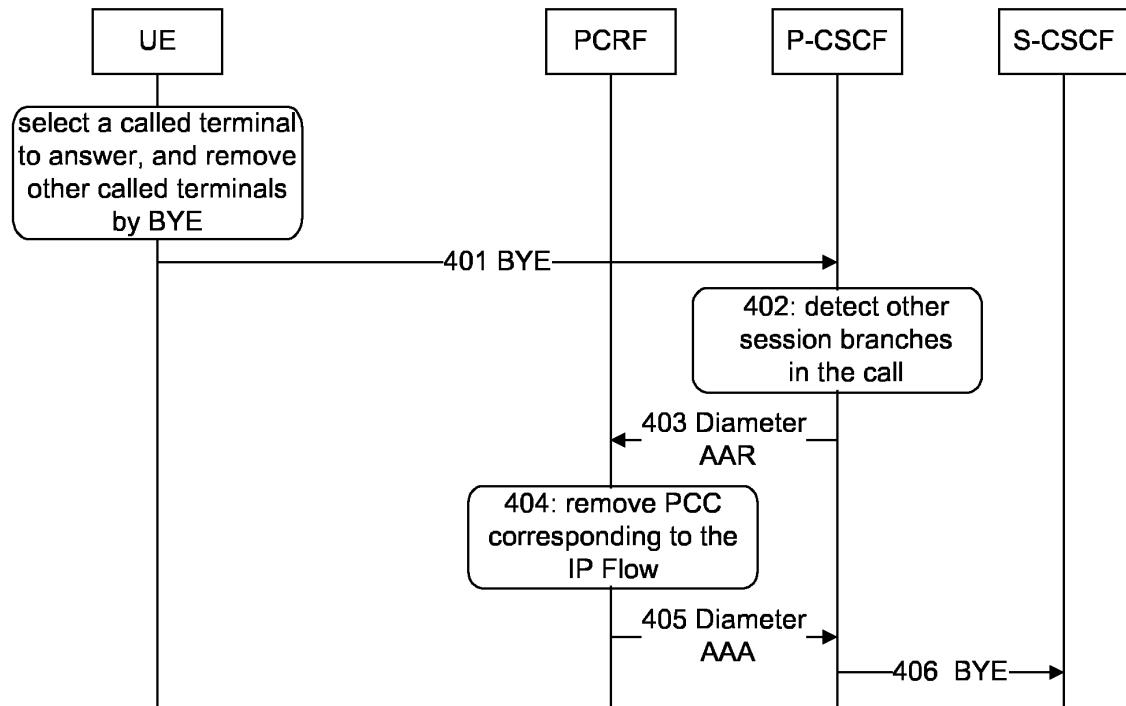 UE
PCRF
P-CSCF
S-CSCF
select a called terminal
to answer, and remove
other called terminals
by BYE
401 BYE
402: detect other
session branches
in the call
403 Diameter
AAR
404: remove PCC
corresponding to the
IP Flow
405 Diameter
AAA
406 BYE